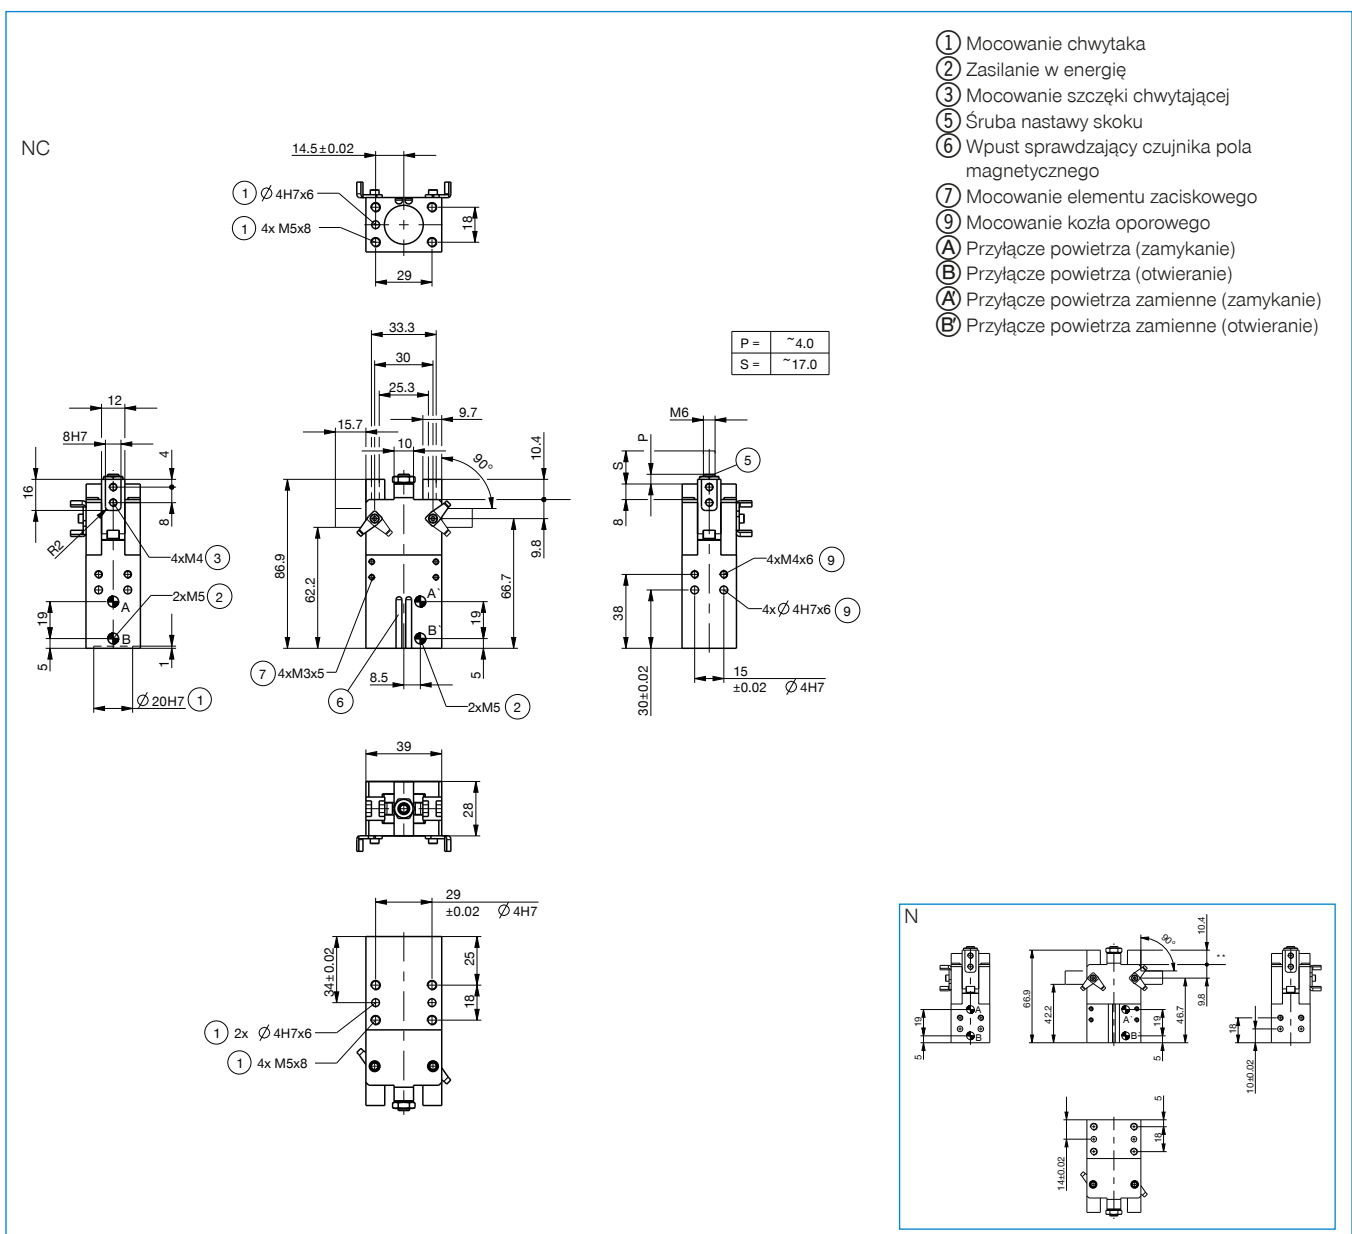 ① Mocowanie chwytaka
② Zasilanie w energię
③ Mocowanie szczęki chwytającej
⑤ Śruba nastawy skoku
⑥ Wpust sprawdzający czujnika pola
magnetycznego
⑦ Mocowanie elementu zaciskowego
⑨ Mocowanie kozła oporowego
Ⓐ Przyłącze powietrza (zamykanie)
Ⓑ Przyłącze powietrza (otwieranie)
A' Przyłącze powietrza zamienne (zamykanie)
B' Przyłącze powietrza zamienne (otwieranie)
NC
14.5±0.02
① Ø 4H7x6
① 4x M5x8
18
29
33.3
30
25.3
15.7
9.7
10
90°
10.4
9.8
86.9
62.2
66.7
A`
B`
19
5
⑦ 4xM3x5
8.5
⑥
2xM5 ②
P = ~4.0
S = ~17.0
12
8H7
4
16
8
R2
4xM4 ③
2xM5 ②
A
B
19
5
1
Ø 20H7 ①
M6
P
S
⑤
8
4xM4x6 ⑨
4x Ø 4H7x6 ⑨
38
30±0.02
15
±0.02 Ø 4H7
39
28
29
±0.02 Ø 4H7
34±0.02
25
18
① 2x Ø 4H7x6
① 4x M5x8
N
A
B
19
5
90°
10.4
**
9.8
66.9
42.2
46.7
A`
B`
19
5
18
10±0.02
5
18
14±0.02